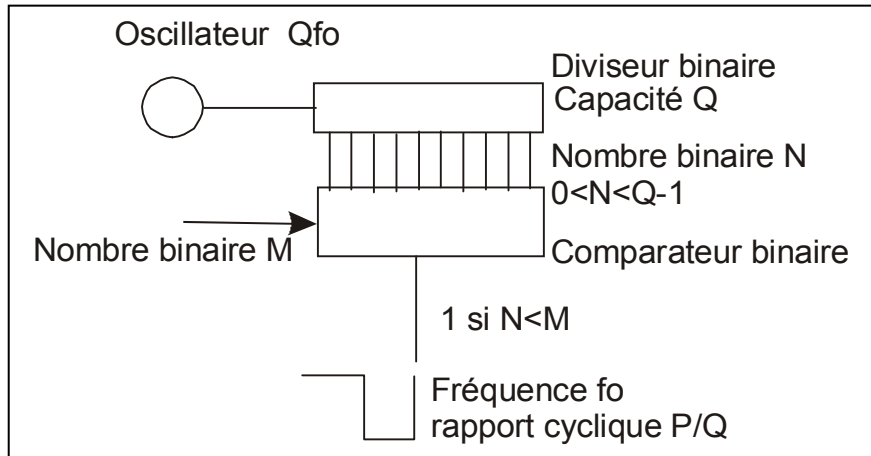 Oscillateur Qfo
Diviseur binaire
Capacité Q
Nombre binaire N
0<N<Q-1
Nombre binaire M
Comparateur binaire
1 si N<M
Fréquence fo
rapport cyclique P/Q